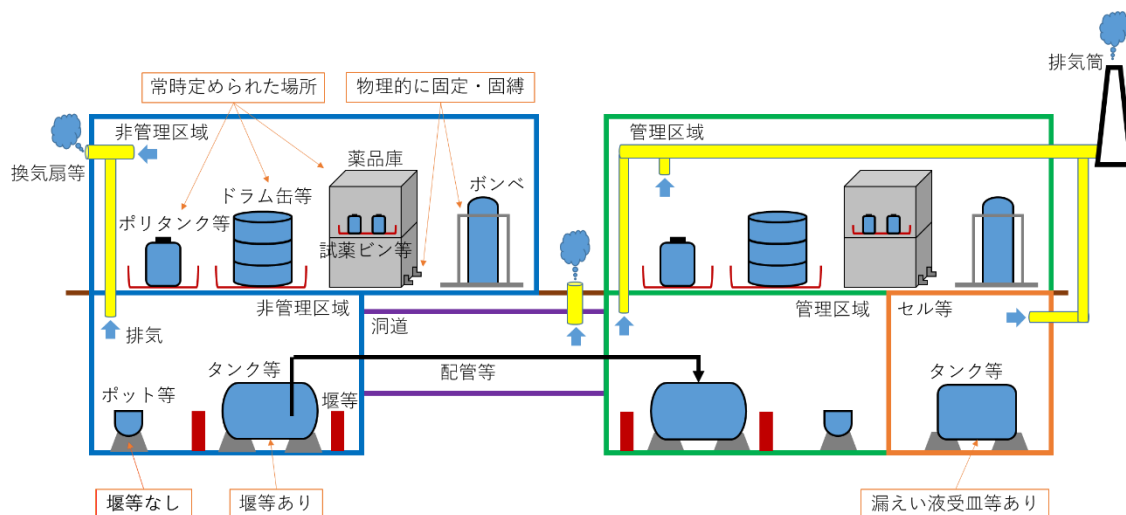 排気筒
常時定められた場所
物理的に固定・固縛
非管理区域
管理区域
換気扇等
薬品庫
ドラム缶等
ボンベ
ポリタンク等
試薬ビン等
非管理区域
管理区域
セル等
洞道
排気
タンク等
配管等
タンク等
ポット等
堰等
堰等なし
堰等あり
漏えい液受皿等あり